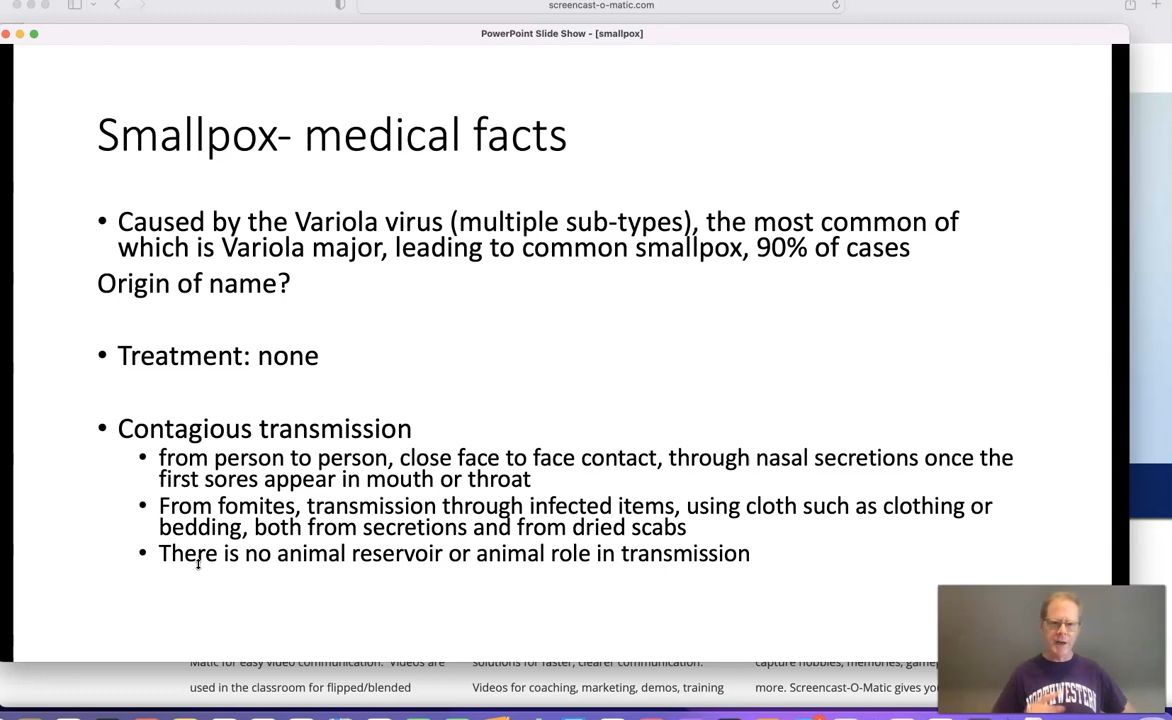 screencast-o-matic.com
PowerPoint Slide Show - [smallpox]
Smallpox- medical facts
• Caused by the Variola virus (multiple sub-types), the most common of
which is Variola major, leading to common smallpox, 90% of cases
Origin of name?
• Treatment: none
• Contagious transmission
• from person to person, close face to face contact, through nasal secretions once the
first sores appear in mouth or throat
• From fomites, transmission through infected items, using cloth such as clothing or
bedding, both from secretions and from dried scabs
• There is no animal reservoir or animal role in transmission
NORTHWESTERN
Matic for easy video communication. Videos are
used in the classroom for flipped/blended
solutions for faster, clearer communication.
Videos for coaching, marketing, demos, training
capture hobbies, memories,
more. Screencast-O-Matic gives